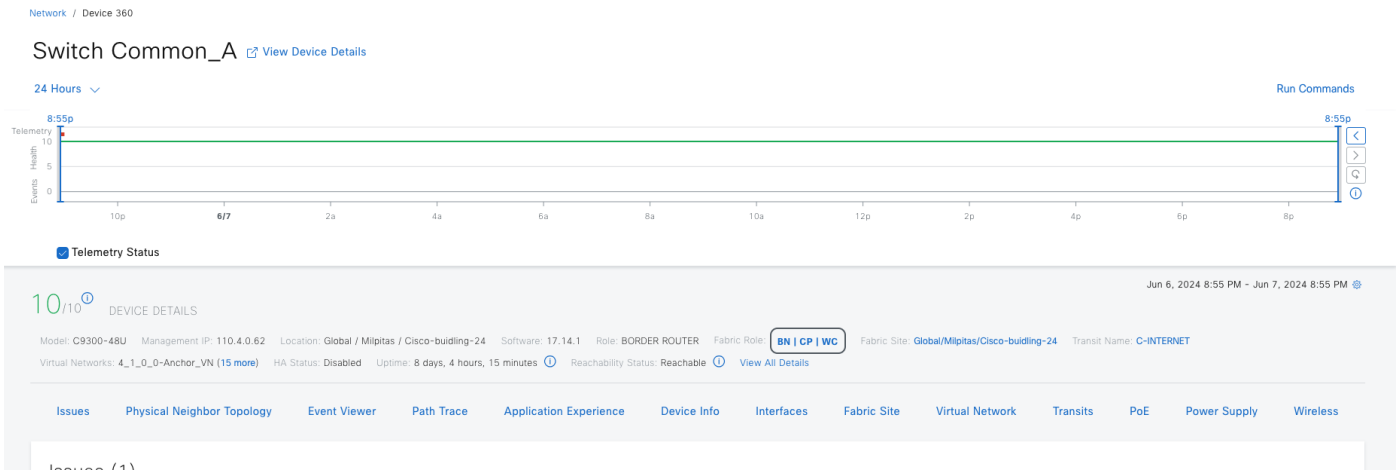 Network / Device 360
Switch Common_A View Device Details
24 Hours
Run Commands
8:55p 8:55p
Telemetry
10
Health
5
Events
0
10p 6/7 2a 4a 6a 8a 10a 12p 2p 4p 6p 8p
Telemetry Status
Jun 6, 2024 8:55 PM - Jun 7, 2024 8:55 PM
10/10 DEVICE DETAILS
Model: C9300-48U Management IP: 110.4.0.62 Location: Global / Milpitas / Cisco-buidling-24 Software: 17.14.1 Role: BORDER ROUTER Fabric Role: BN | CP | WC Fabric Site: Global/Milpitas/Cisco-buidling-24 Transit Name: C-INTERNET
Virtual Networks: 4_1_0_0-Anchor_VN (15 more) HA Status: Disabled Uptime: 8 days, 4 hours, 15 minutes Reachability Status: Reachable View All Details
Issues Physical Neighbor Topology Event Viewer Path Trace Application Experience Device Info Interfaces Fabric Site Virtual Network Transits PoE Power Supply Wireless
Issues (1)